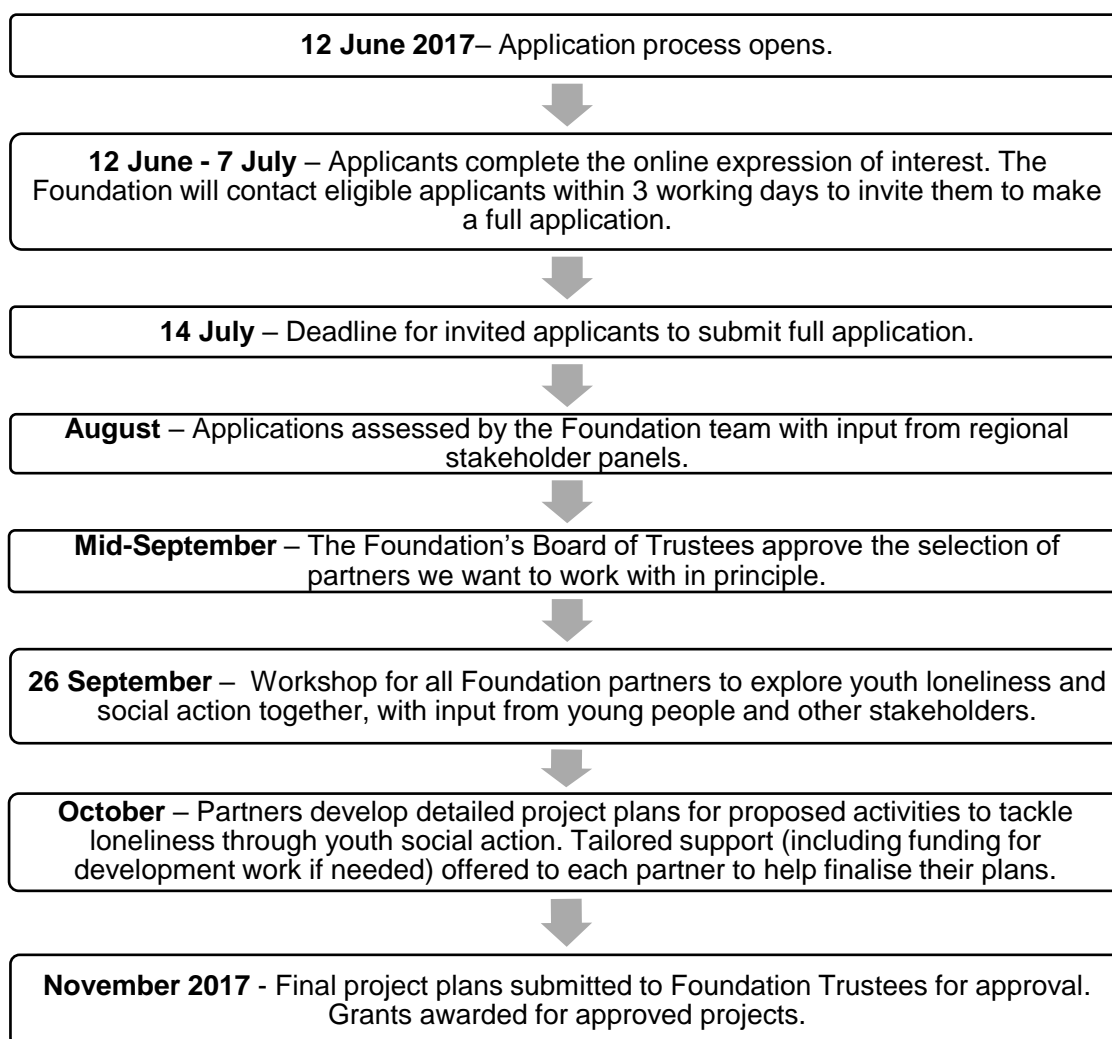 12 June 2017– Application process opens.
12 June - 7 July – Applicants complete the online expression of interest. The
Foundation will contact eligible applicants within 3 working days to invite them to make
a full application.
14 July – Deadline for invited applicants to submit full application.
August – Applications assessed by the Foundation team with input from regional
stakeholder panels.
Mid-September – The Foundation’s Board of Trustees approve the selection of
partners we want to work with in principle.
26 September –  Workshop for all Foundation partners to explore youth loneliness and
social action together, with input from young people and other stakeholders.
October – Partners develop detailed project plans for proposed activities to tackle
loneliness through youth social action. Tailored support (including funding for
development work if needed) offered to each partner to help finalise their plans.
November 2017 - Final project plans submitted to Foundation Trustees for approval.
Grants awarded for approved projects.